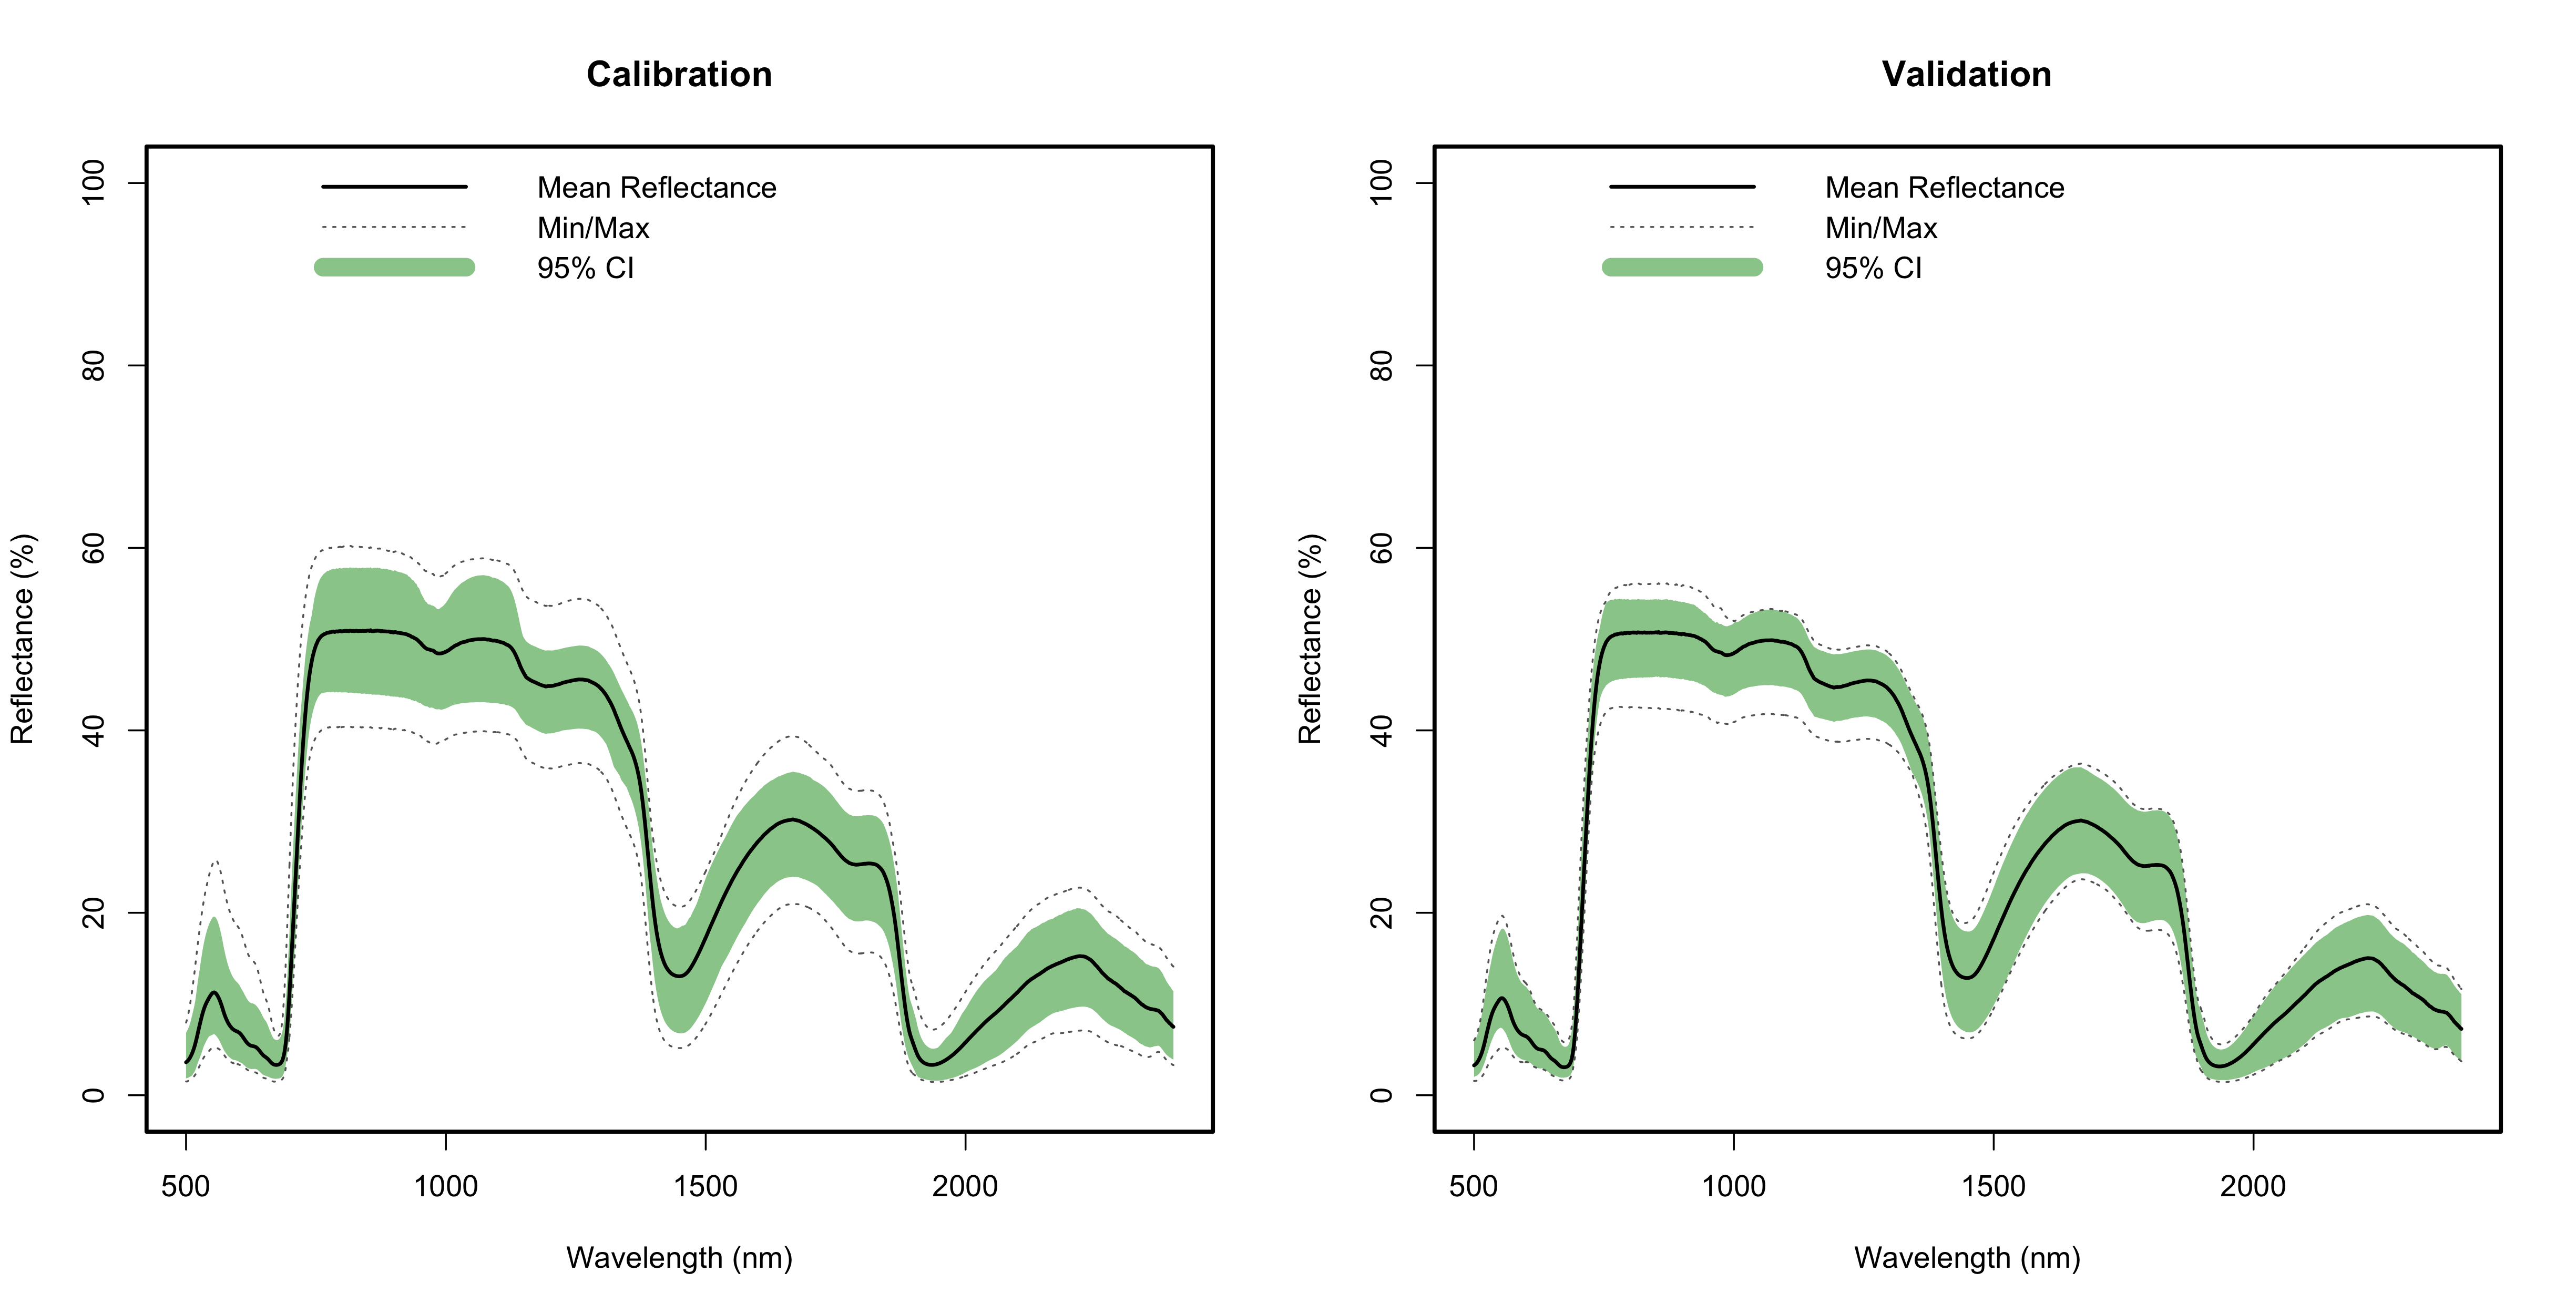 Calibration
Mean Reflectance
Min/Max
95% CI
Reflectance (%)
100
80
60
40
20
0
500 1000 1500 2000
Wavelength (nm)
Validation
Mean Reflectance
Min/Max
95% CI
Reflectance (%)
100
80
60
40
20
0
500 1000 1500 2000
Wavelength (nm)